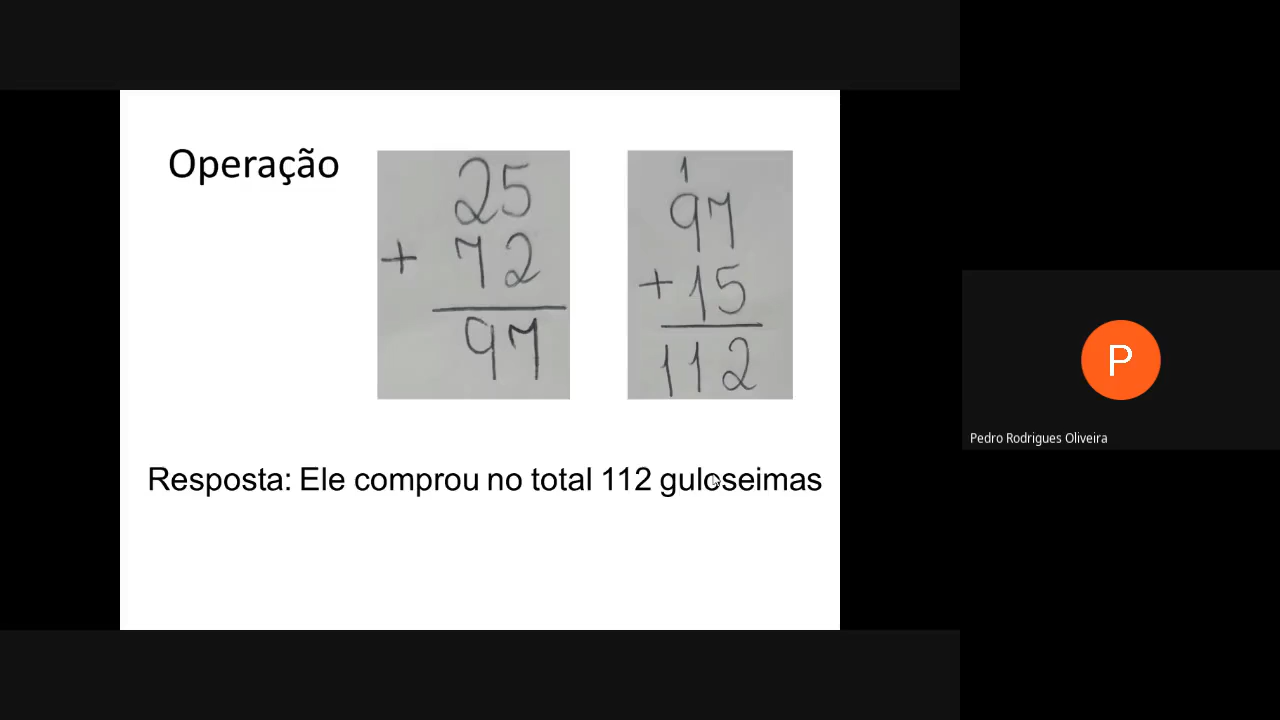 Operação
25
+ 72
97
1
97
+ 15
112
Resposta: Ele comprou no total 112 guloseimas
P
Pedro Rodrigues Oliveira